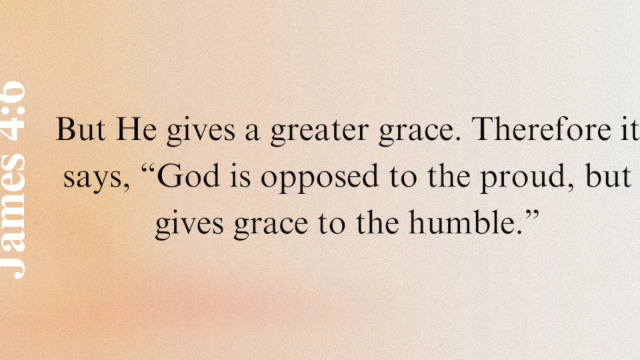 James 4:6
But He gives a greater grace. Therefore it
says, “God is opposed to the proud, but
gives grace to the humble.”